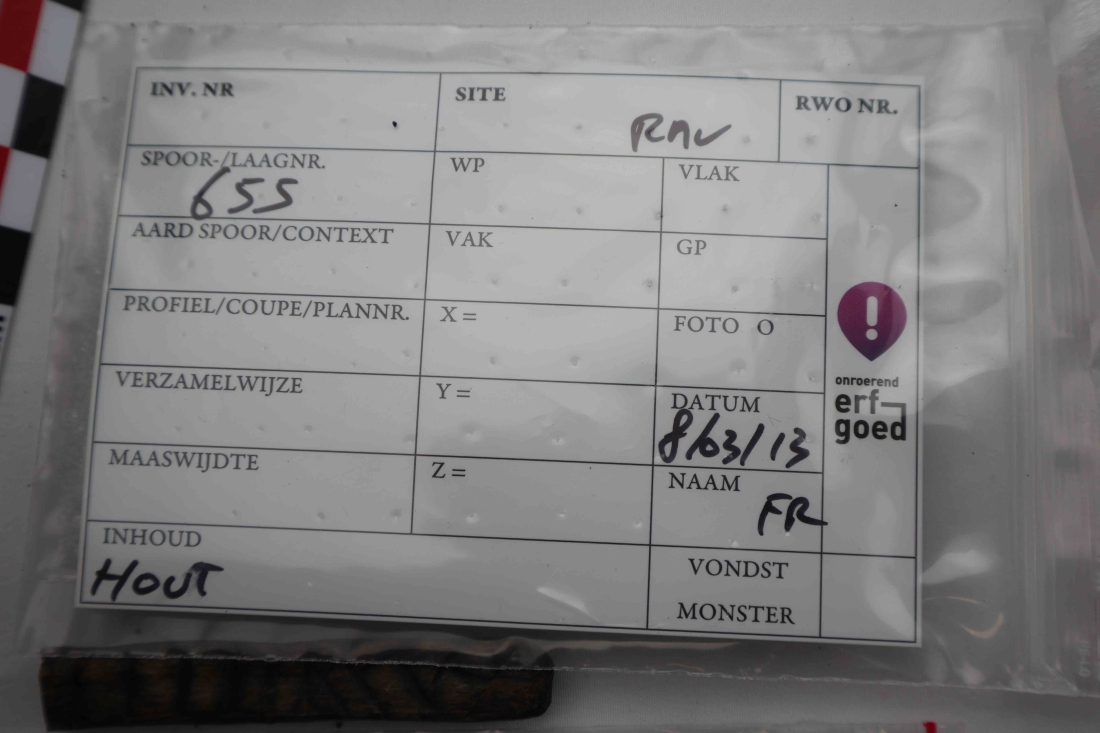 INV. NR
SITE
RAV
RWO NR.
SPOOR-/LAAGNR.
655
WP
VLAK
AARD SPOOR/CONTEXT
VAK
GP
PROFIEL/COUPE/PLANNR.
X =
FOTO O
VERZAMELWIJZE
Y =
DATUM
8/03/13
MAASWIJDTE
Z =
NAAM
FR
INHOUD
HOUT
VONDST
MONSTER
onroerend
erf
goed